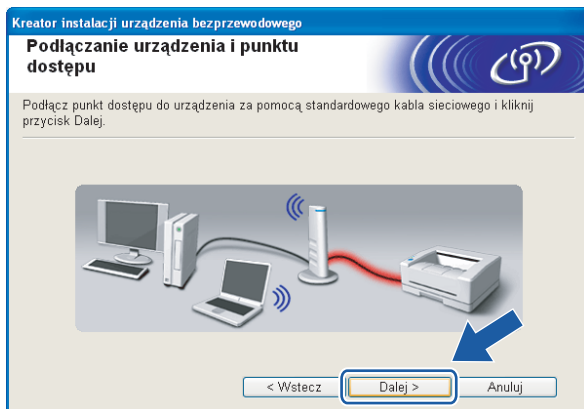 Kreator instalacji urządzenia bezprzewodowego
Podłączanie urządzenia i punktu
dostępu
Podłącz punkt dostępu do urządzenia za pomocą standardowego kabla sieciowego i kliknij
przycisk Dalej.
< Wstecz Dalej > Anuluj